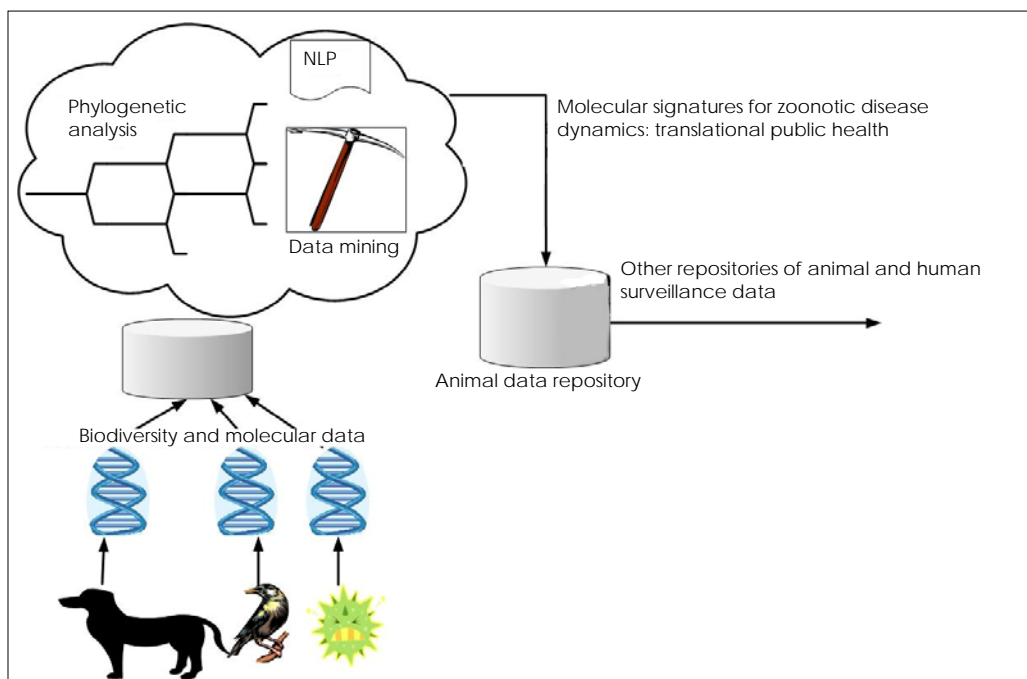 NLP
Phylogenetic
analysis
Data mining
Molecular signatures for zoonotic disease
dynamics: translational public health
Other repositories of animal and human
surveillance data
Animal data repository
Biodiversity and molecular data